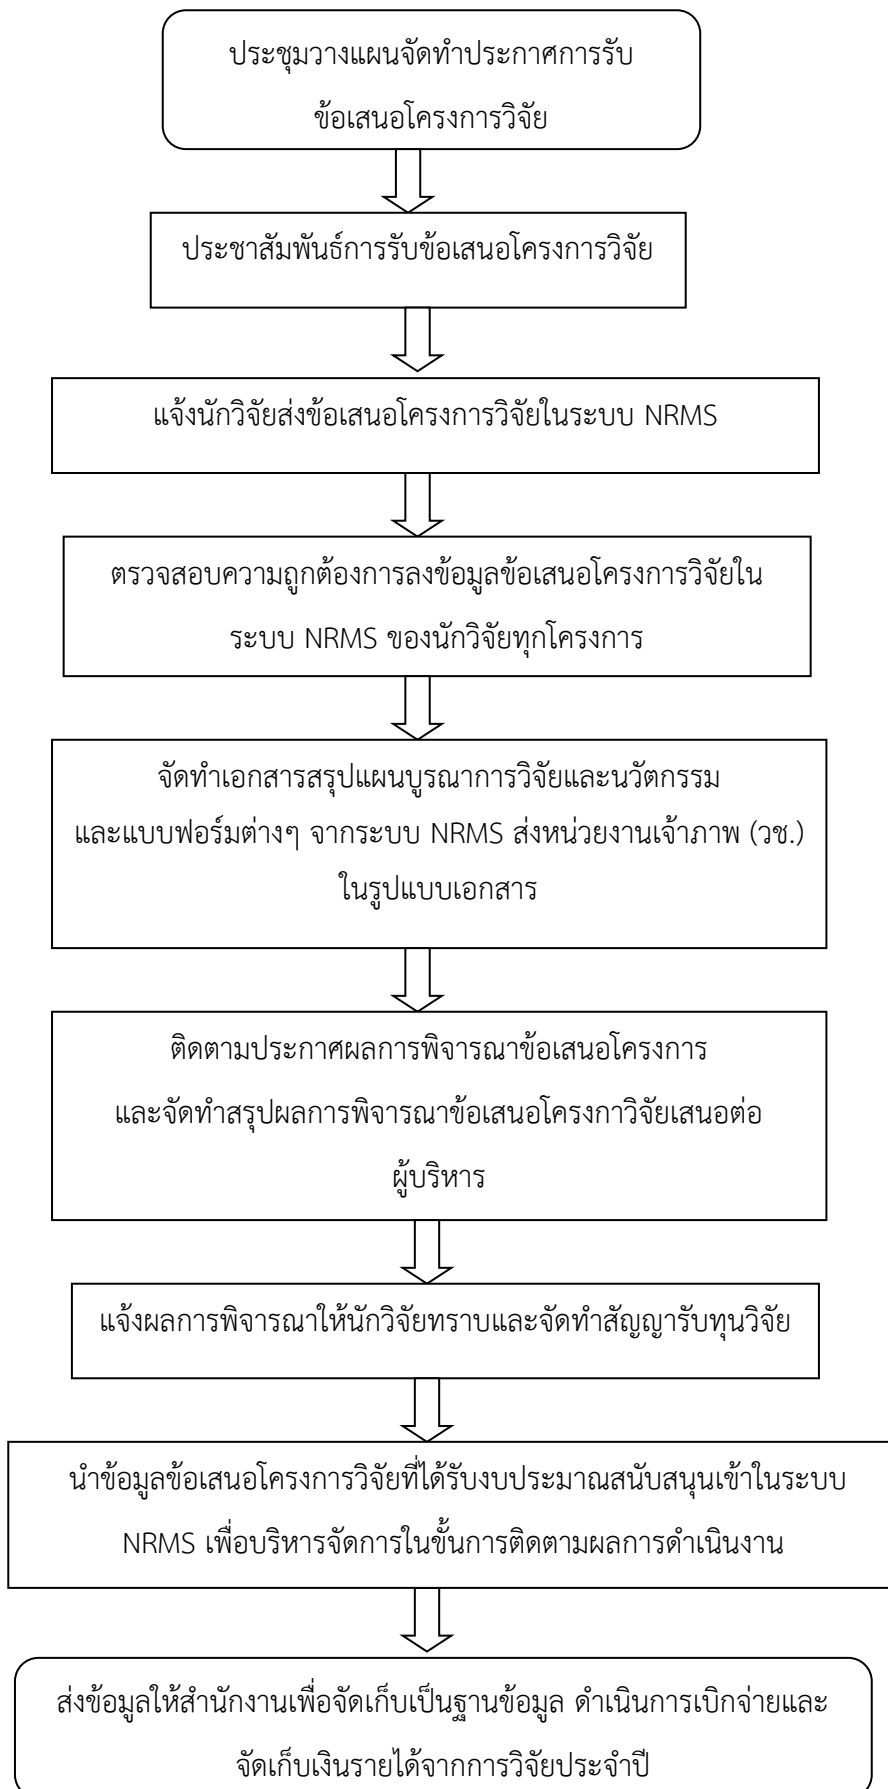 ประชุมวางแผนจัดทำประกาศการรับ
ข้อเสนอโครงการวิจัย
ประชาสัมพันธ์การรับข้อเสนอโครงการวิจัย
แจ้งนักวิจัยส่งข้อเสนอโครงการวิจัยในระบบ NRMS
ตรวจสอบความถูกต้องการลงข้อมูลข้อเสนอโครงการวิจัยใน
ระบบ NRMS ของนักวิจัยทุกโครงการ
จัดทำเอกสารสรุปแผนบูรณาการวิจัยและนวัตกรรม
และแบบฟอร์มต่างๆ จากระบบ NRMS ส่งหน่วยงานเจ้าภาพ (วช.)
ในรูปแบบเอกสาร
ติดตามประกาศผลการพิจารณาข้อเสนอโครงการ
และจัดทำสรุปผลการพิจารณาข้อเสนอโครงกาวิจัยเสนอต่อ
ผู้บริหาร
แจ้งผลการพิจารณาให้นักวิจัยทราบและจัดทำสัญญารับทุนวิจัย
นำข้อมูลข้อเสนอโครงการวิจัยที่ได้รับงบประมาณสนับสนุนเข้าในระบบ
NRMS เพื่อบริหารจัดการในขั้นการติดตามผลการดำเนินงาน
ส่งข้อมูลให้สำนักงานเพื่อจัดเก็บเป็นฐานข้อมูล ดำเนินการเบิกจ่ายและ
จัดเก็บเงินรายได้จากการวิจัยประจำปี